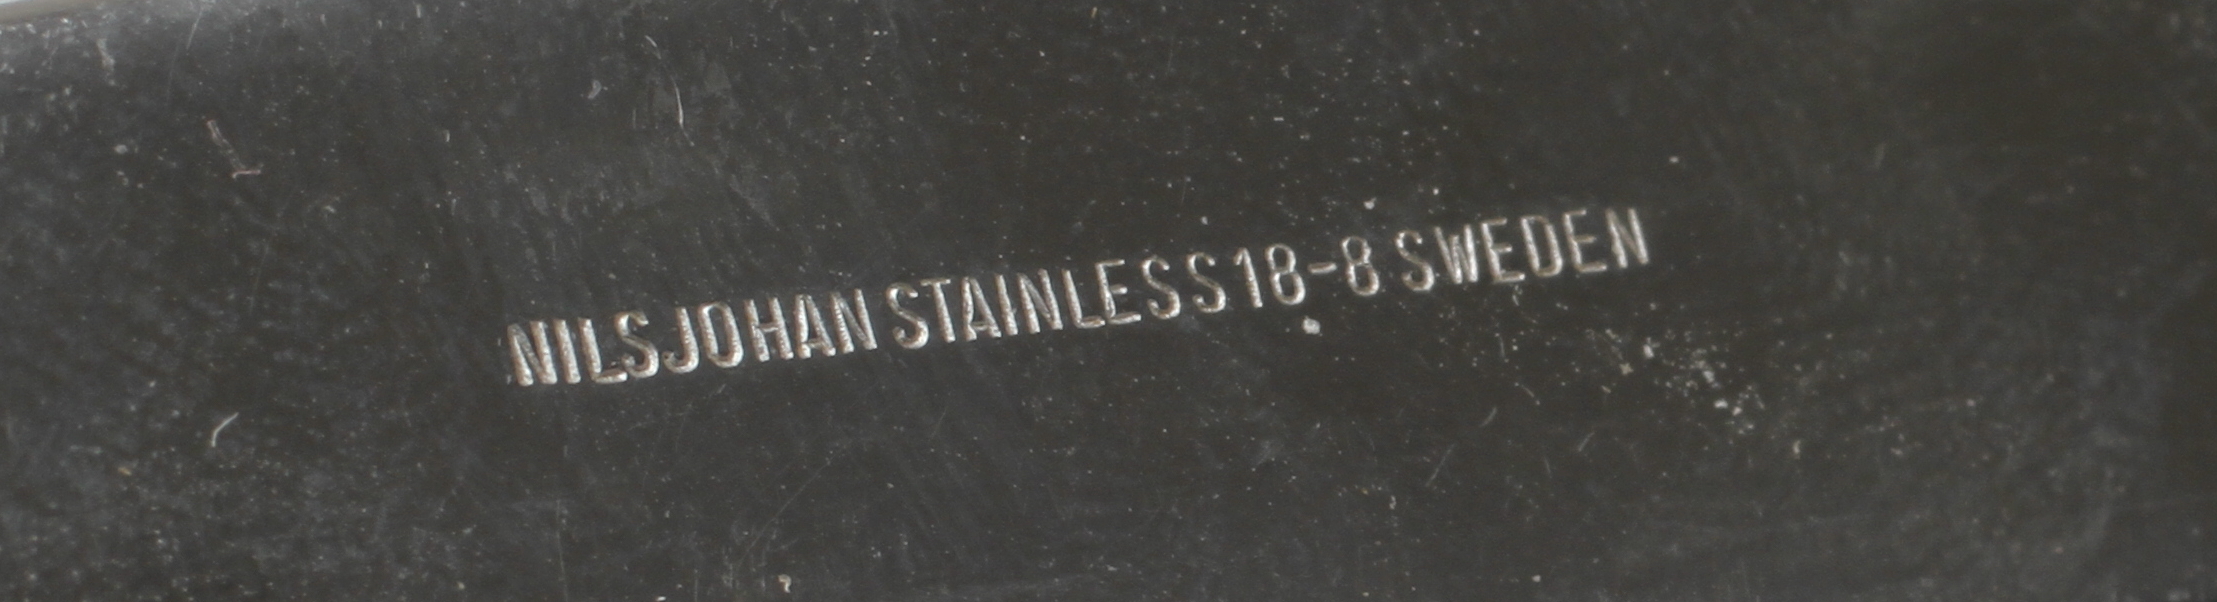 NILSJOHAN STAINLESS 18-8 SWEDEN